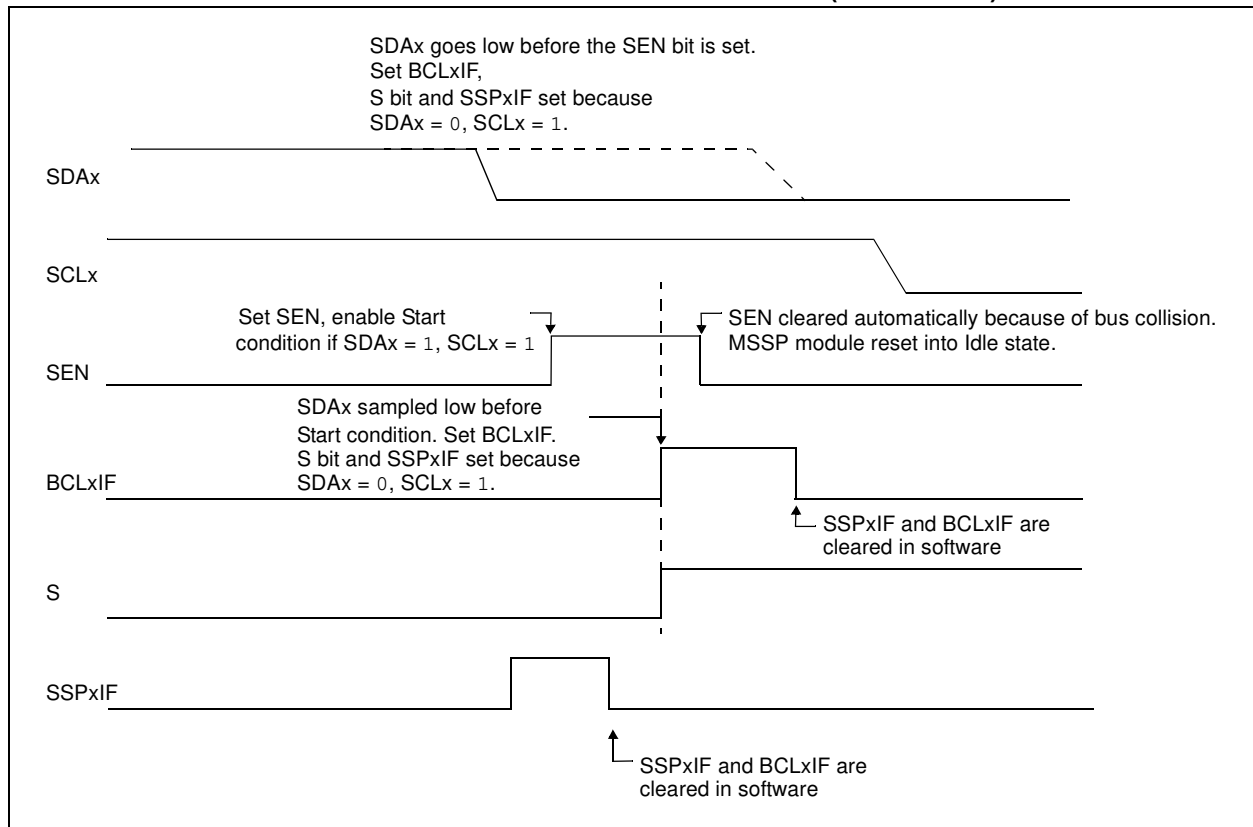 SDAx goes low before the SEN bit is set.
Set BCLxIF,
S bit and SSPxIF set because
SDAx = 0, SCLx = 1.
SDAx
SCLx
Set SEN, enable Start
condition if SDAx = 1, SCLx = 1
SEN cleared automatically because of bus collision.
MSSP module reset into Idle state.
SEN
SDAx sampled low before
Start condition. Set BCLxIF.
S bit and SSPxIF set because
SDAx = 0, SCLx = 1.
BCLxIF
SSPxIF and BCLxIF are
cleared in software
S
SSPxIF
SSPxIF and BCLxIF are
cleared in software